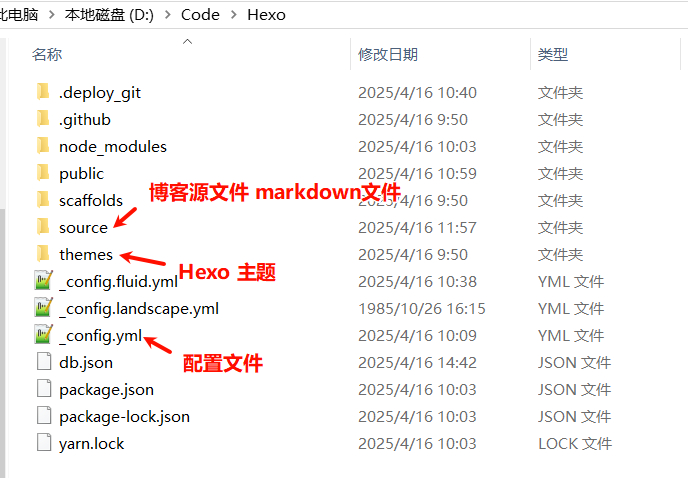 此电脑 > 本地磁盘 (D:) > Code > Hexo
名称 修改日期 类型
.deploy_git 2025/4/16 10:40 文件夹
.github 2025/4/16 9:50 文件夹
node_modules 2025/4/16 10:03 文件夹
public 2025/4/16 10:59 文件夹
博客源文件 markdown文件
scaffolds 2025/4/16 9:50 文件夹
source 2025/4/16 11:57 文件夹
themes 2025/4/16 9:50 文件夹
Hexo 主题
_config.fluid.yml 2025/4/16 10:38 YML 文件
_config.landscape.yml 1985/10/26 16:15 YML 文件
_config.yml 2025/4/16 10:09 YML 文件
配置文件
db.json 2025/4/16 14:42 JSON 文件
package.json 2025/4/16 10:03 JSON 文件
package-lock.json 2025/4/16 10:03 JSON 文件
yarn.lock 2025/4/16 10:03 LOCK 文件